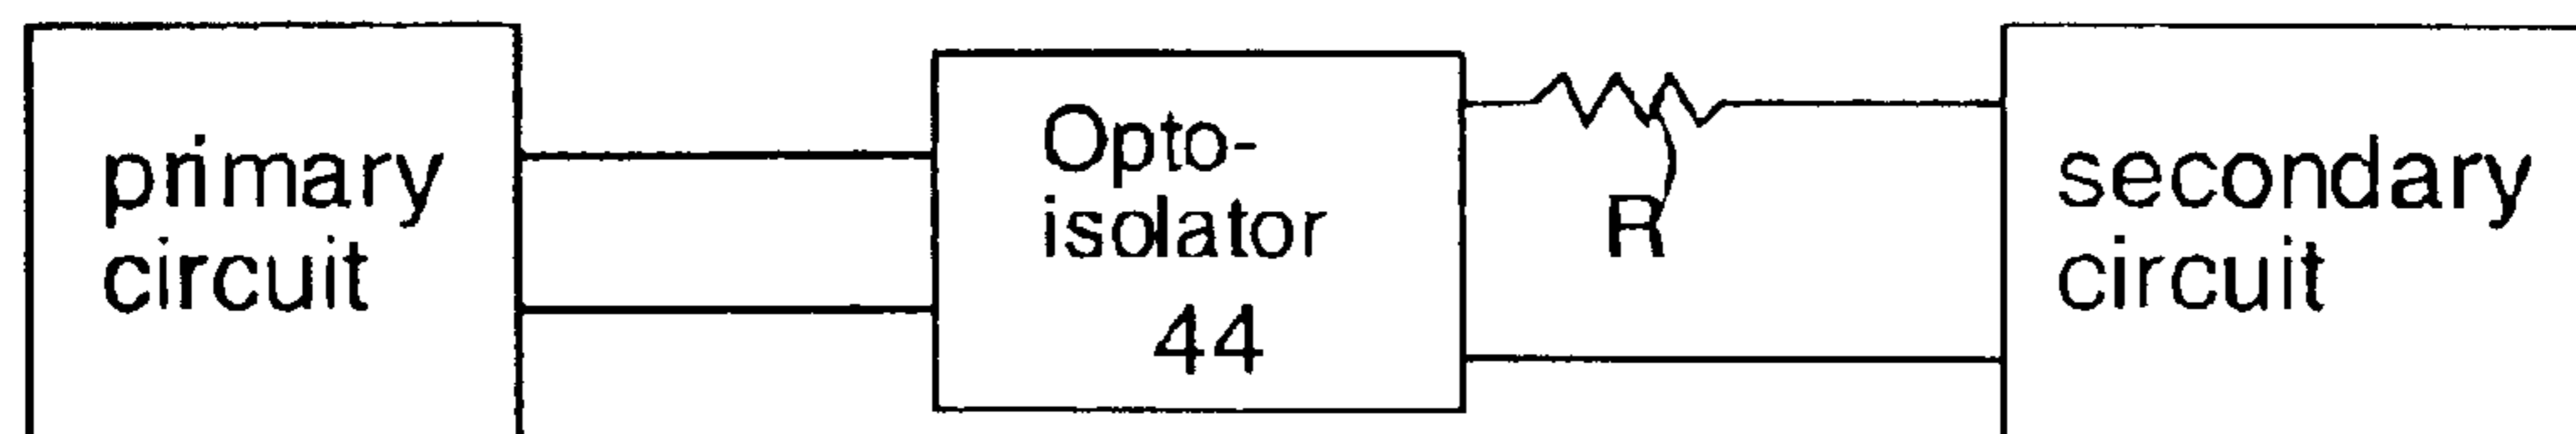 primary
circuit
Opto-
isolator
44
R
secondary
circuit